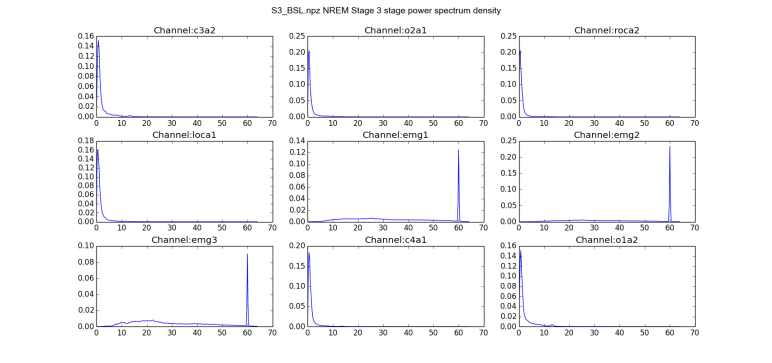 S3_BSL.npz NREM Stage 3 stage power spectrum density
Channel:c3a2 Channel:o2a1 Channel:roca2
0.16 0.25 0.25
0.14
0.12 0.20 0.20
0.10 0.15 0.15
0.08
0.06 0.10 0.10
0.04 0.05 0.05
0.02
0.00 0.00 0.00
0 10 20 30 40 50 60 70 0 10 20 30 40 50 60 70 0 10 20 30 40 50 60 70
Channel:loca1 Channel:emg1 Channel:emg2
0.18 0.14 0.25
0.16 0.12
0.14 0.20
0.12 0.10
0.10 0.08 0.15
0.08 0.06 0.10
0.06 0.04
0.04 0.05
0.02 0.02
0.00 0.00 0.00
0 10 20 30 40 50 60 70 0 10 20 30 40 50 60 70 0 10 20 30 40 50 60 70
Channel:emg3 Channel:c4a1 Channel:o1a2
0.10 0.20 0.16
0.14
0.08 0.15 0.12
0.06 0.10
0.10 0.08
0.04 0.06
0.02 0.05 0.04
0.02
0.00 0.00 0.00
0 10 20 30 40 50 60 70 0 10 20 30 40 50 60 70 0 10 20 30 40 50 60 70